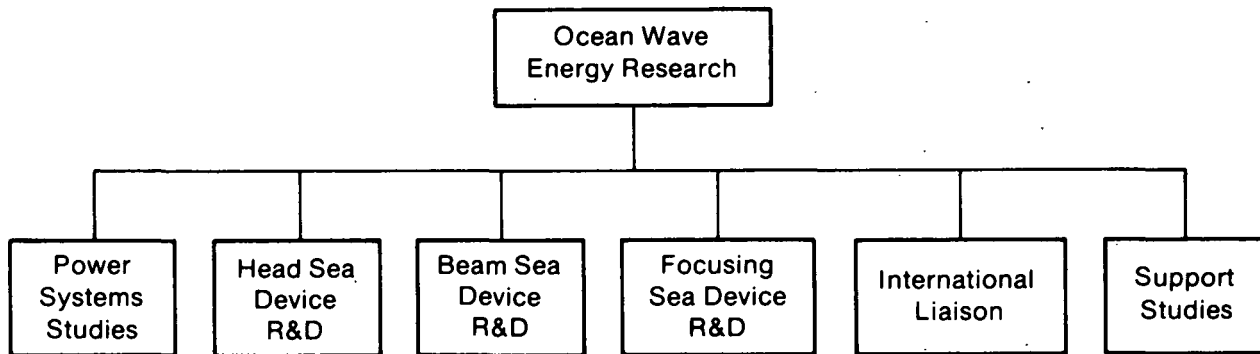 Ocean Wave
Energy Research
Power
Systems
Studies
Head Sea
Device
R&D
Beam Sea
Device
R&D
Focusing
Sea Device
R&D
International
Liaison
Support
Studies